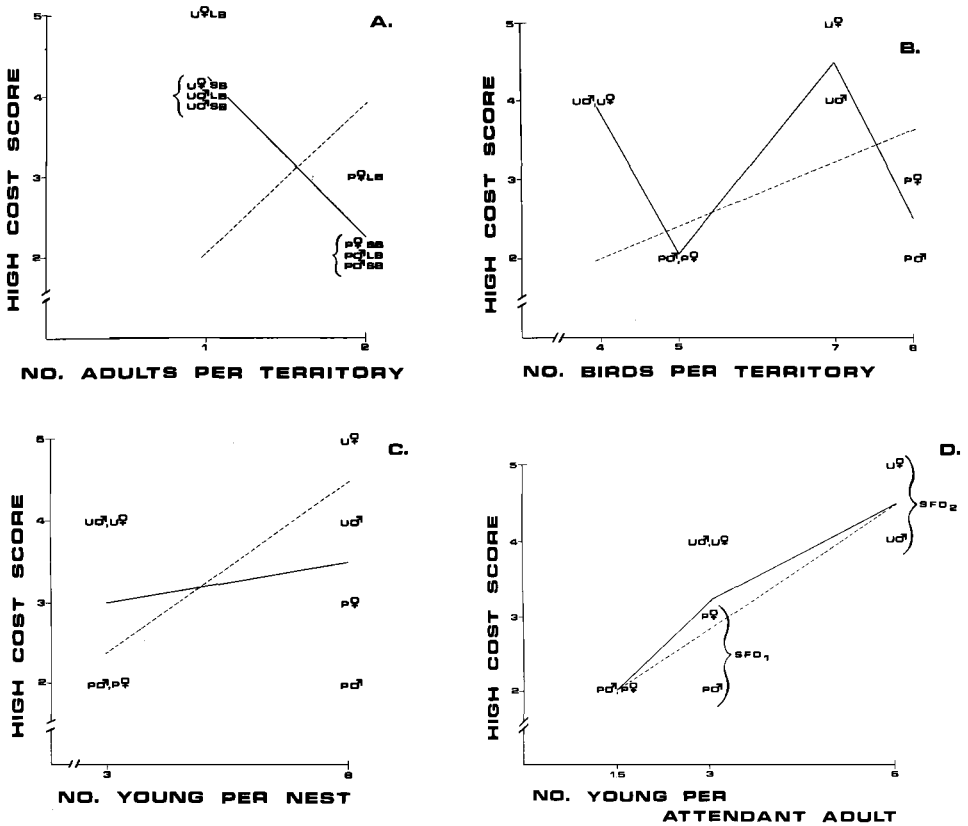 A.
HIGH COST SCORE
5
4
3
2
U♀LB
U♀SB
U♂LB
U♂SB
P♀LB
P♀SB
P♂LB
P♂SB
1
2
NO. ADULTS PER TERRITORY
B.
HIGH COST SCORE
5
4
3
2
U♂U♀
P♂,P♀
U♀
U♂
P♀
P♂
4
5
7
8
NO. BIRDS PER TERRITORY
C.
HIGH COST SCORE
5
4
3
2
U♂,U♀
P♂,P♀
U♀
U♂
P♀
P♂
3
6
NO. YOUNG PER NEST
D.
HIGH COST SCORE
5
4
3
2
U♀
U♂
SFD₂
U♂,U♀
P♀
P♂
SFD₁
P♂,P♀
1.5
3
6
NO. YOUNG PER
ATTENDANT ADULT